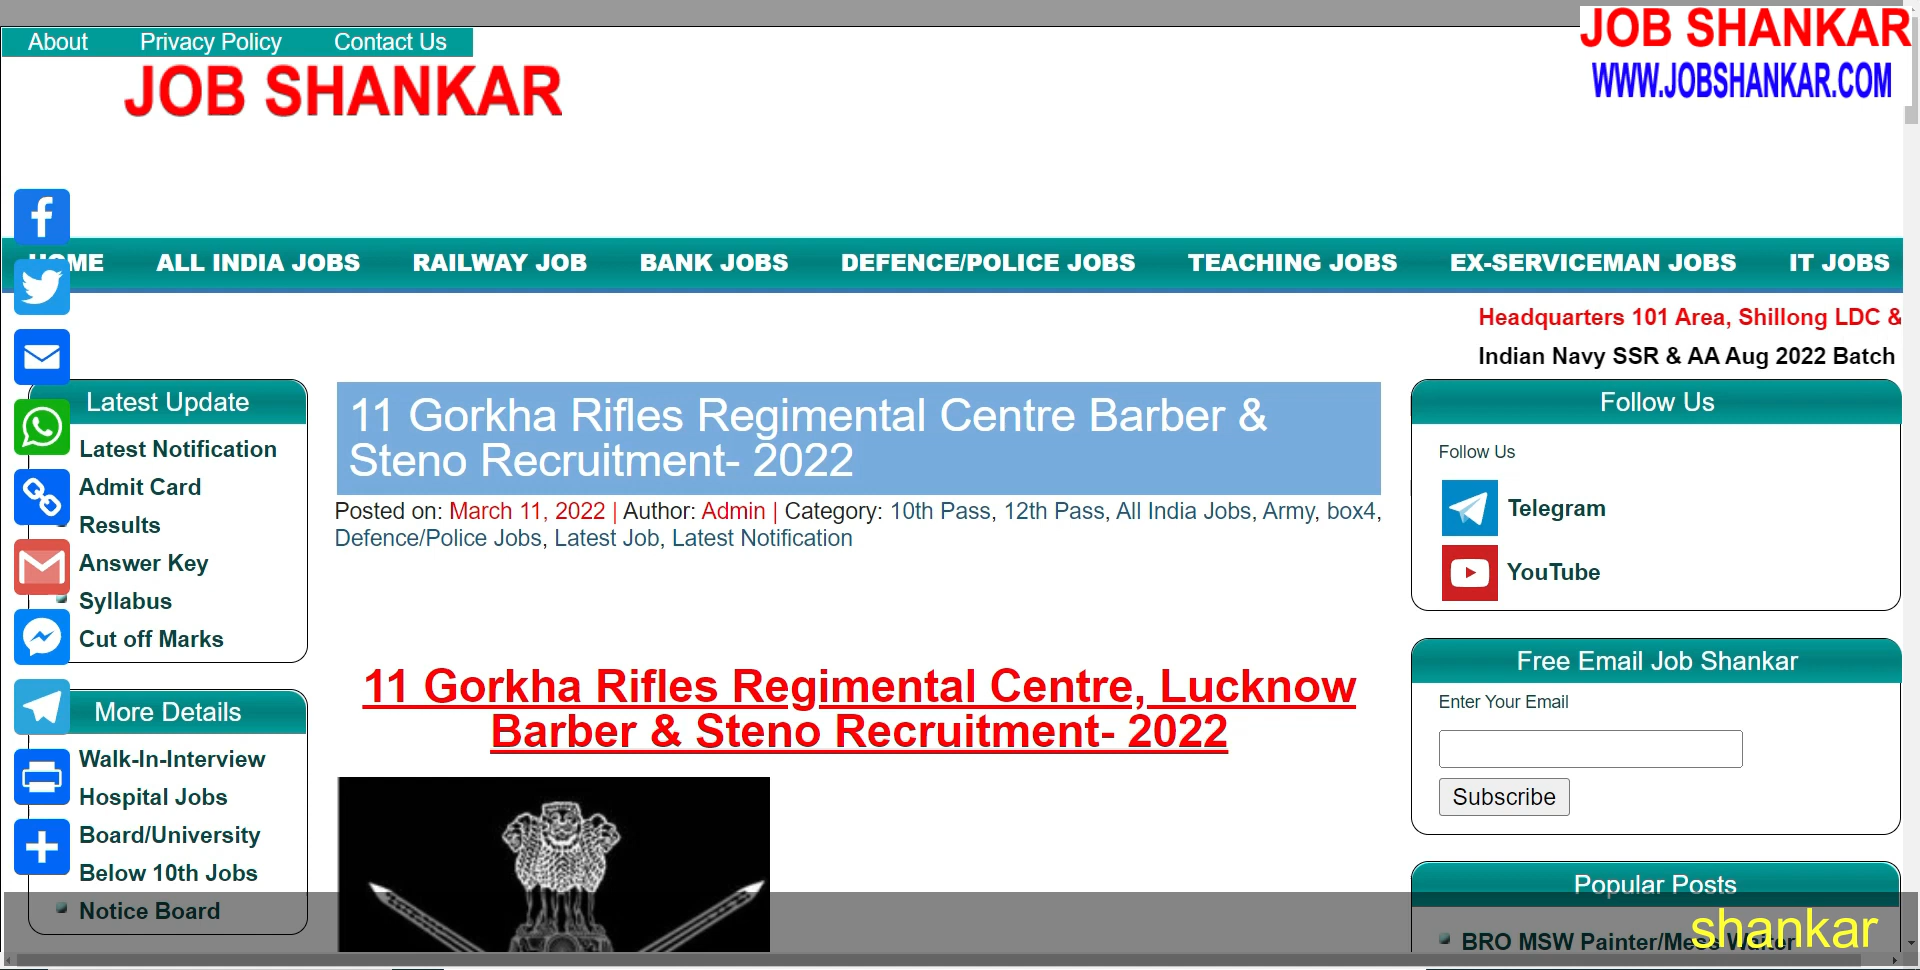 About Privacy Policy Contact Us
JOB SHANKAR
JOB SHANKAR
WWW.JOBSHANKAR.COM
HOME ALL INDIA JOBS RAILWAY JOB BANK JOBS DEFENCE/POLICE JOBS TEACHING JOBS EX-SERVICEMAN JOBS IT JOBS
Headquarters 101 Area, Shillong LDC &
Indian Navy SSR & AA Aug 2022 Batch
Latest Update
Latest Notification
Admit Card
Results
Answer Key
Syllabus
Cut off Marks
More Details
Walk-In-Interview
Hospital Jobs
Board/University
Below 10th Jobs
Notice Board
11 Gorkha Rifles Regimental Centre Barber &
Steno Recruitment- 2022
Posted on: March 11, 2022 | Author: Admin | Category: 10th Pass, 12th Pass, All India Jobs, Army, box4,
Defence/Police Jobs, Latest Job, Latest Notification
11 Gorkha Rifles Regimental Centre, Lucknow
Barber & Steno Recruitment- 2022
Follow Us
Follow Us
Telegram
YouTube
Free Email Job Shankar
Enter Your Email
Subscribe
Popular Posts
BRO MSW Painter/Mess Waiter
shankar